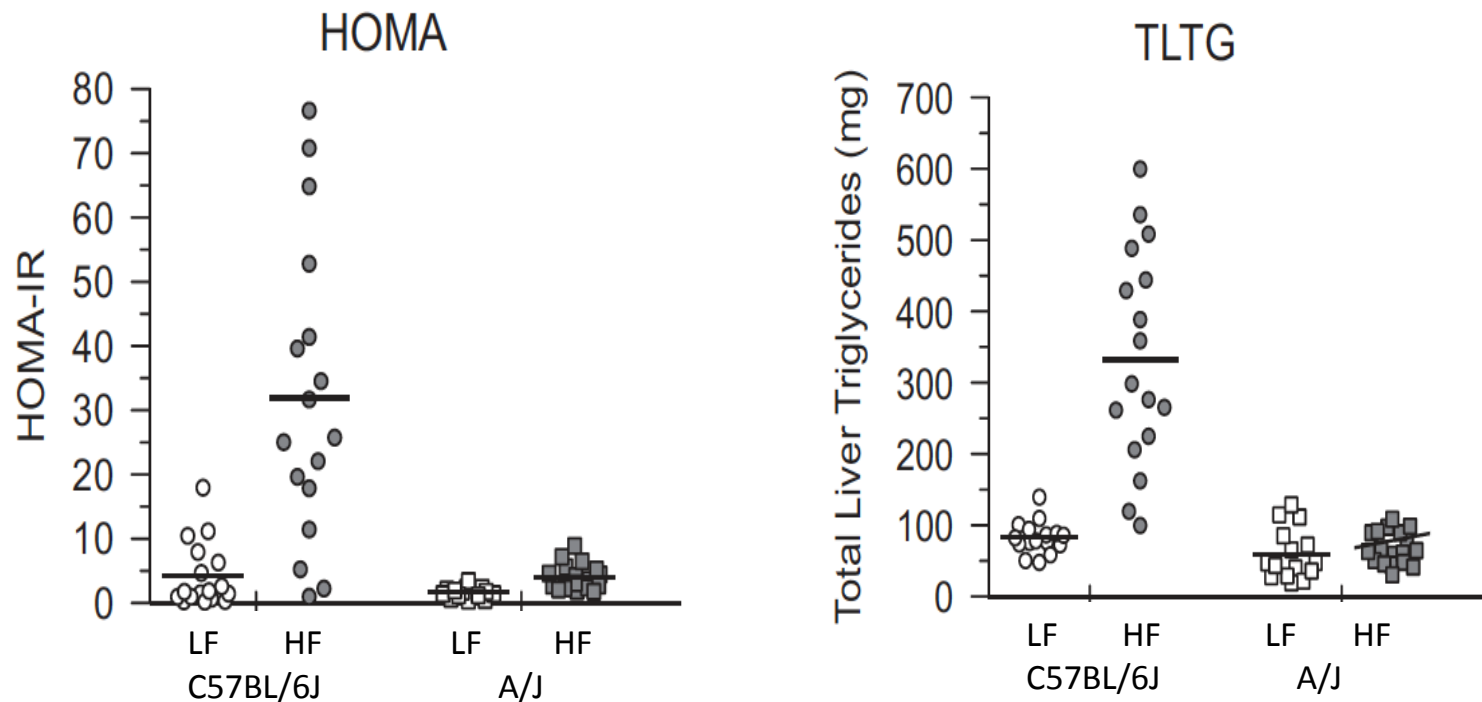 HOMA
HOMA-IR
80
70
60
50
40
30
20
10
0
LF HF LF HF
C57BL/6J A/J
TLTG
Total Liver Triglycerides (mg)
700
600
500
400
300
200
100
0
LF HF LF HF
C57BL/6J A/J